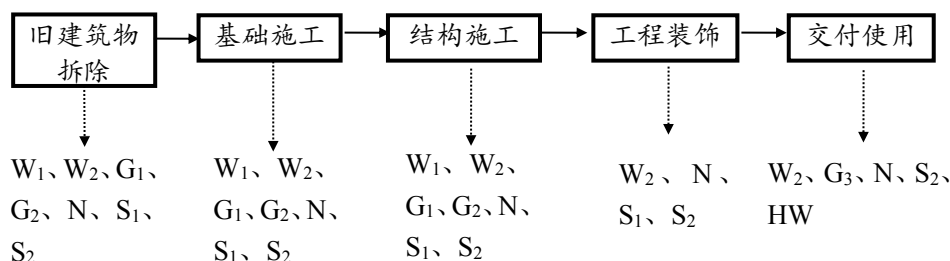 旧建筑物
拆除
基础施工
结构施工
工程装饰
交付使用
W₁、W₂、G₁、
G₂、N、S₁、
S₂
W₁、W₂、
G₁、G₂、N、
S₁、S₂
W₁、W₂、
G₁、G₂、N、
S₁、S₂
W₂、N、
S₁、S₂
W₂、G₃、N、S₂、
HW